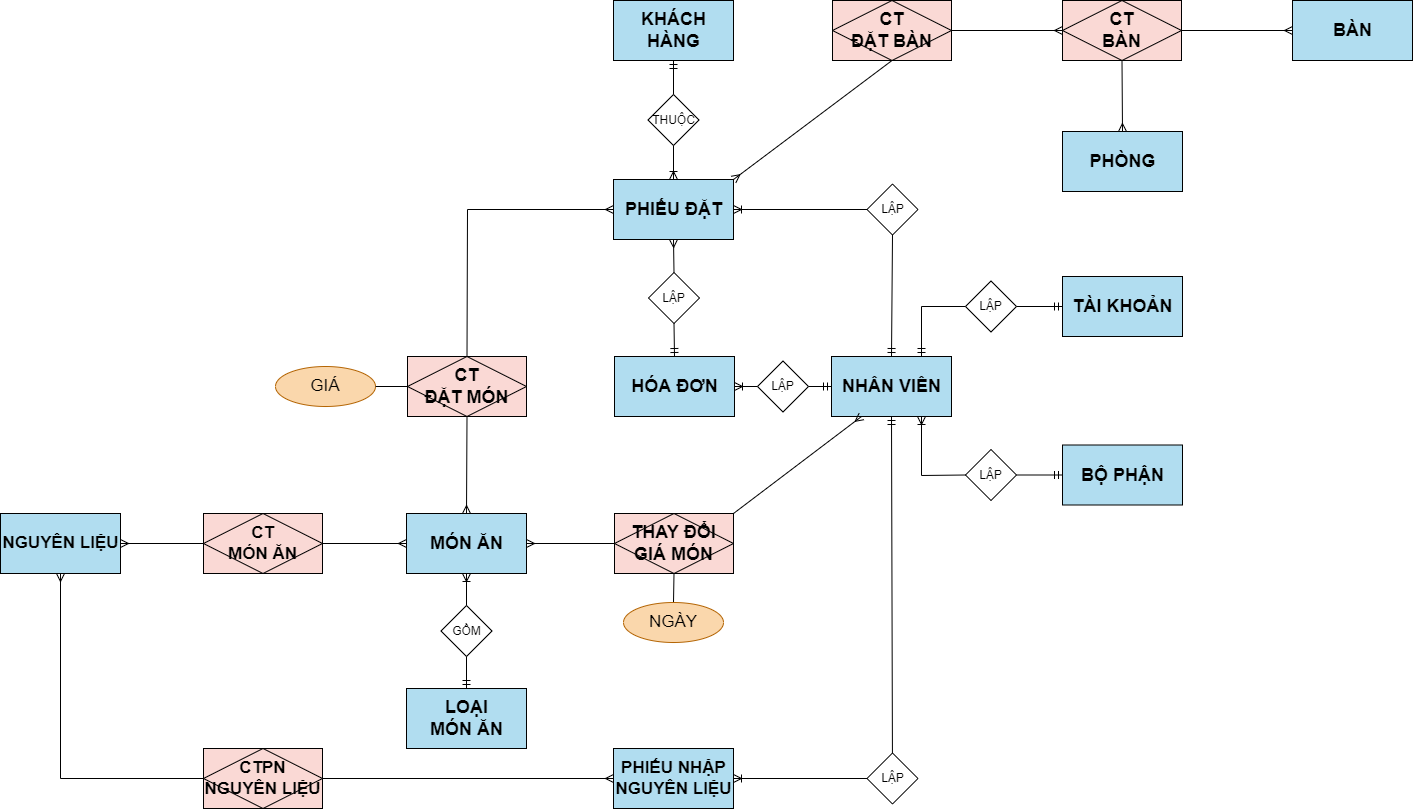 KHÁCH
HÀNG
CT
ĐẶT BÀN
CT
BÀN
BÀN
THUỘC
PHÒNG
PHIẾU ĐẶT
LẬP
LẬP
LẬP
TÀI KHOẢN
GIÁ
CT
ĐẶT MÓN
HÓA ĐƠN
LẬP
NHÂN VIÊN
LẬP
BỘ PHẬN
NGUYÊN LIỆU
CT
MÓN ĂN
MÓN ĂN
THAY ĐỔI
GIÁ MÓN
NGÀY
GỒM
LOẠI
MÓN ĂN
CTPN
NGUYÊN LIỆU
PHIẾU NHẬP
NGUYÊN LIỆU
LẬP